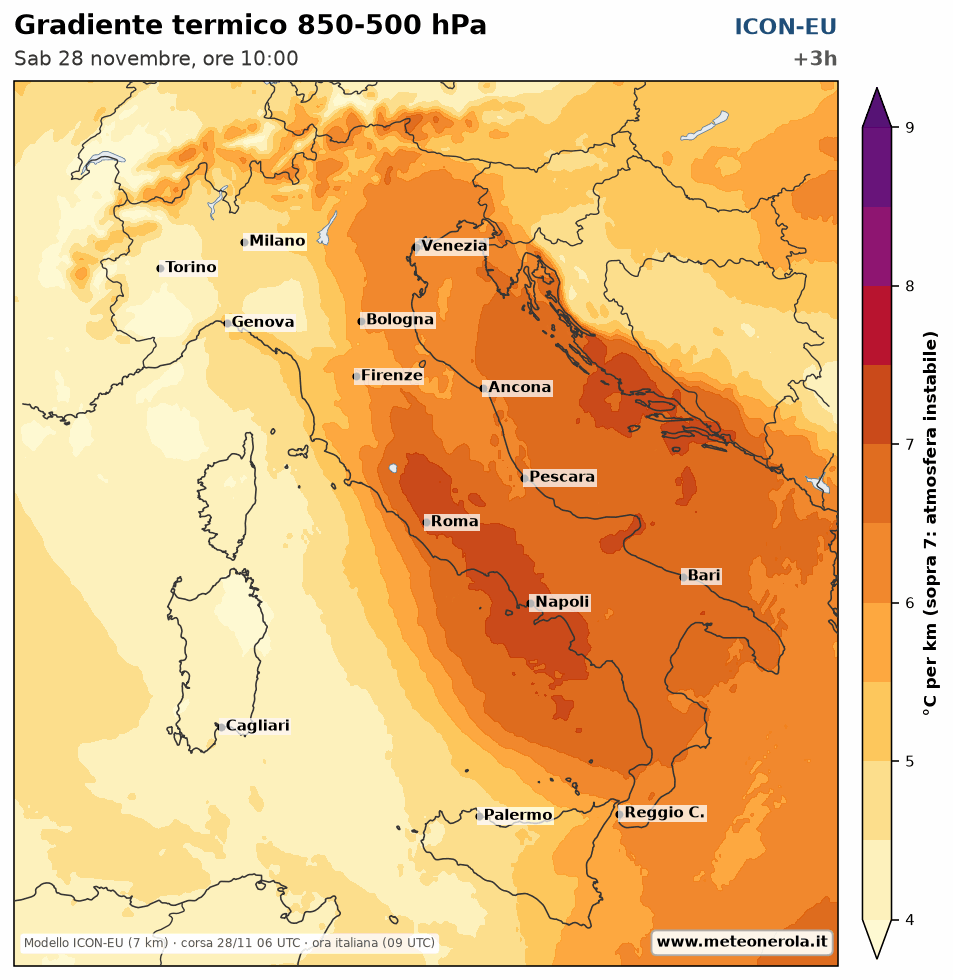 Gradiente termico 850-500 hPa
ICON-EU
Sab 28 novembre, ore 10:00
+3h
Milano
Venezia
Torino
Genova
Bologna
Firenze
Ancona
Pescara
Roma
Bari
Napoli
Cagliari
Palermo
Reggio C.
9
8
7
6
5
4
°C per km (sopra 7: atmosfera instabile)
Modello ICON-EU (7 km) · corsa 28/11 06 UTC · ora italiana (09 UTC)
www.meteonerola.it